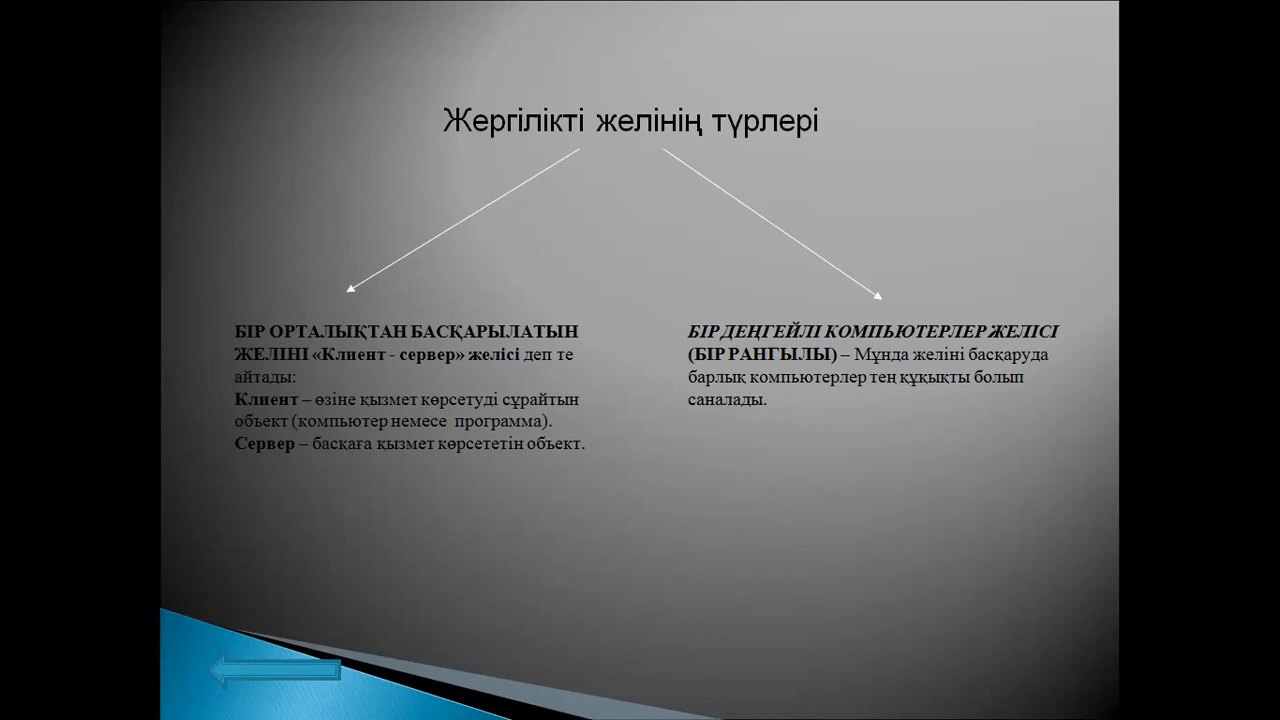 Жергілікті желінің түрлері
БІР ОРТАЛЫҚТАН БАСҚАРЫЛАТЫН
ЖЕЛІНІ «Клиент - сервер» желісі деп те
айтады:
Клиент – өзіне қызмет көрсетуді сұрайтын
объект (компьютер немесе программа).
Сервер – басқаға қызмет көрсететін объект.
БІР ДЕҢГЕЙЛІ КОМПЬЮТЕРЛЕР ЖЕЛІСІ
(БІР РАНГЫЛЫ) – Мұнда желіні басқаруда
барлық компьютерлер тең құқықты болып
саналады.